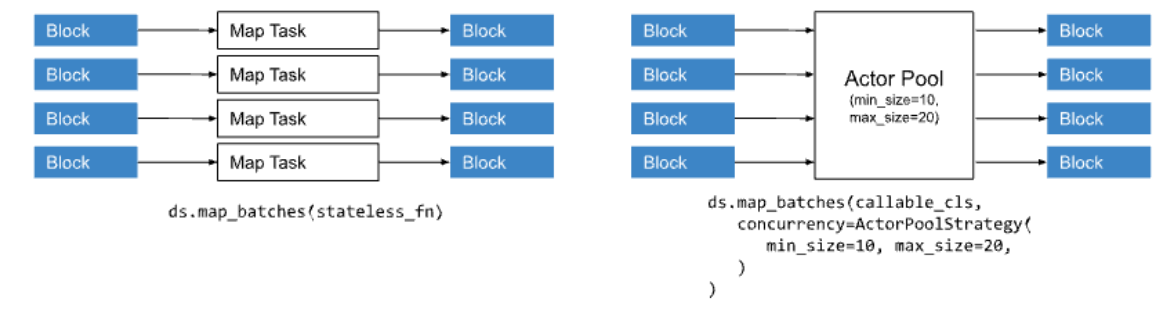 Block
Map Task
Block
Block
Map Task
Block
Block
Map Task
Block
Block
Map Task
Block
ds.map_batches(stateless_fn)
Block
Block
Block
Block
Actor Pool
(min_size=10,
max_size=20)
Block
Block
Block
Block
ds.map_batches(callable_cls,
concurrency=ActorPoolStrategy(
min_size=10, max_size=20,
)
)